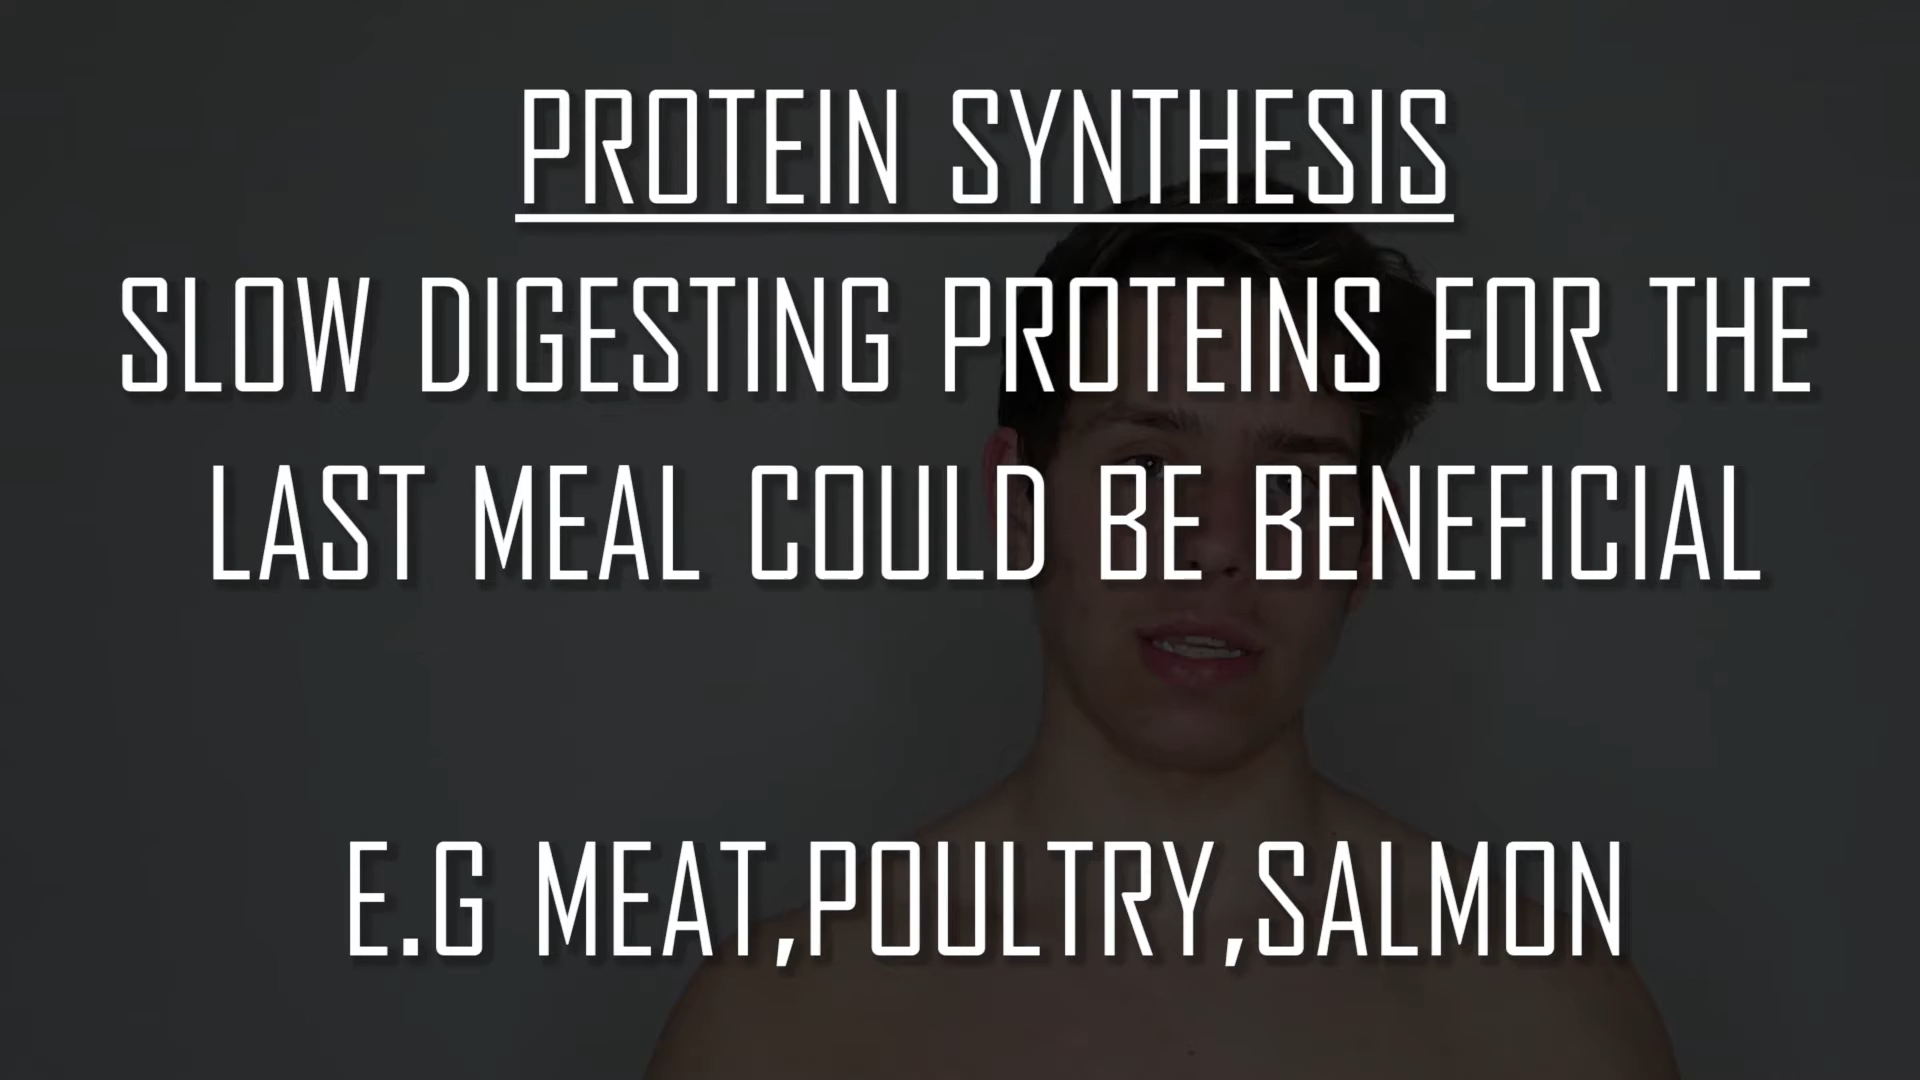 PROTEIN SYNTHESIS
SLOW DIGESTING PROTEINS FOR THE
LAST MEAL COULD BE BENEFICIAL
E.G MEAT,POULTRY,SALMON